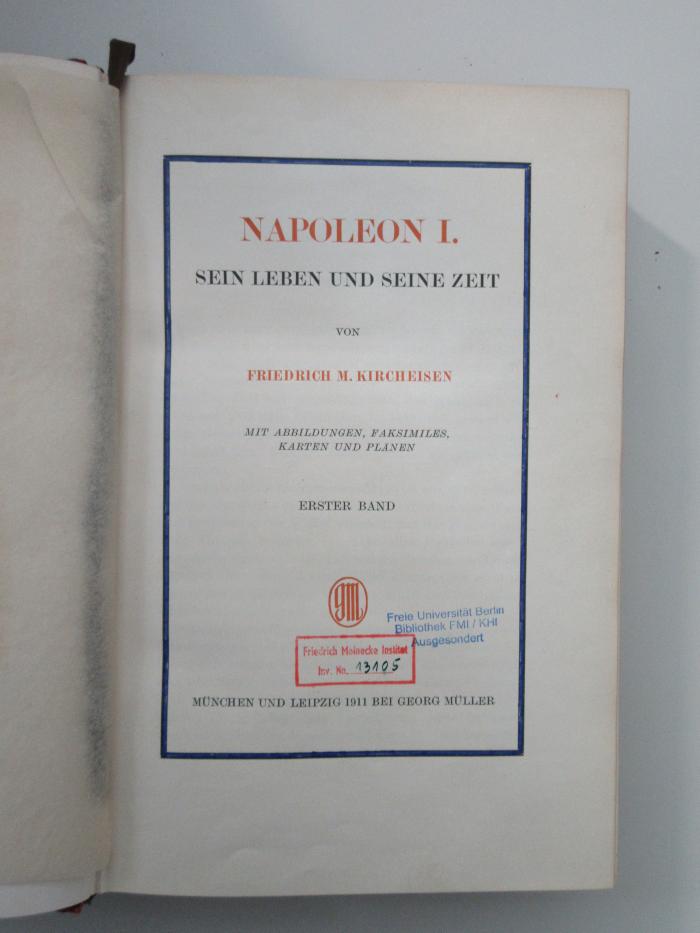 NAPOLEON I.
SEIN LEBEN UND SEINE ZEIT
VON
FRIEDRICH M. KIRCHEISEN
MIT ABBILDUNGEN, FAKSIMILES,
KARTEN UND PLÄNEN
ERSTER BAND
GM
Freie Universität Berlin
Bibliothek FMI / KHI
Ausgesondert
Friedrich Meinecke Institut
Inv. No. 13105
MÜNCHEN UND LEIPZIG 1911 BEI GEORG MÜLLER